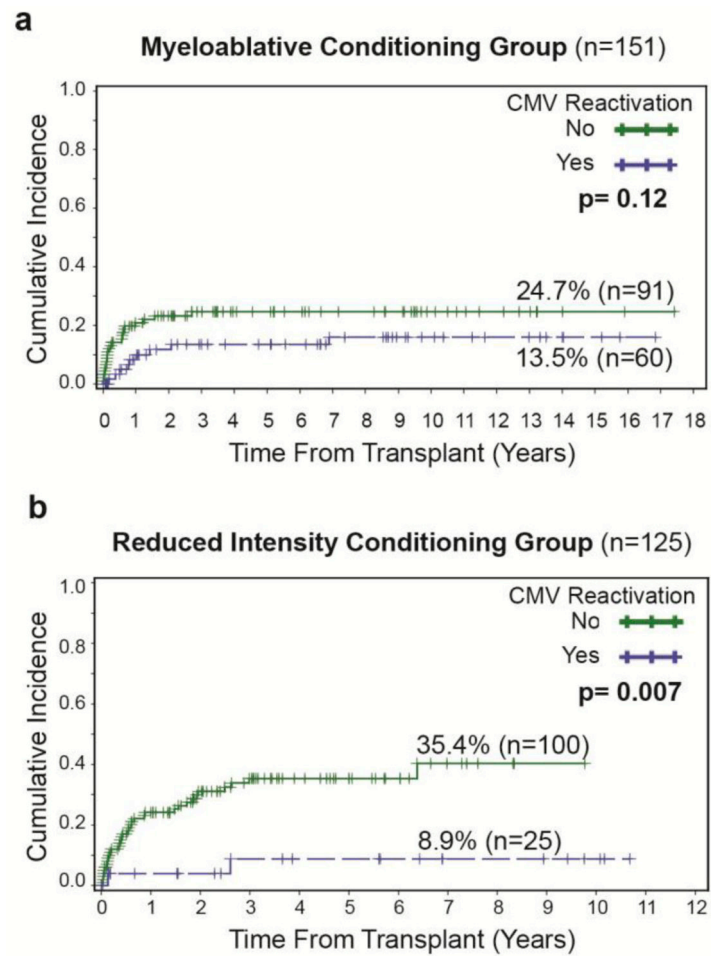 a
Myeloablative Conditioning Group (n=151)
CMV Reactivation
No
Yes
p= 0.12
Cumulative Incidence
1.0
0.8
0.6
0.4
0.2
0.0
24.7% (n=91)
13.5% (n=60)
0 1 2 3 4 5 6 7 8 9 10 11 12 13 14 15 16 17 18
Time From Transplant (Years)
b
Reduced Intensity Conditioning Group (n=125)
CMV Reactivation
No
Yes
p= 0.007
Cumulative Incidence
1.0
0.8
0.6
0.4
0.2
0.0
35.4% (n=100)
8.9% (n=25)
0 1 2 3 4 5 6 7 8 9 10 11 12
Time From Transplant (Years)